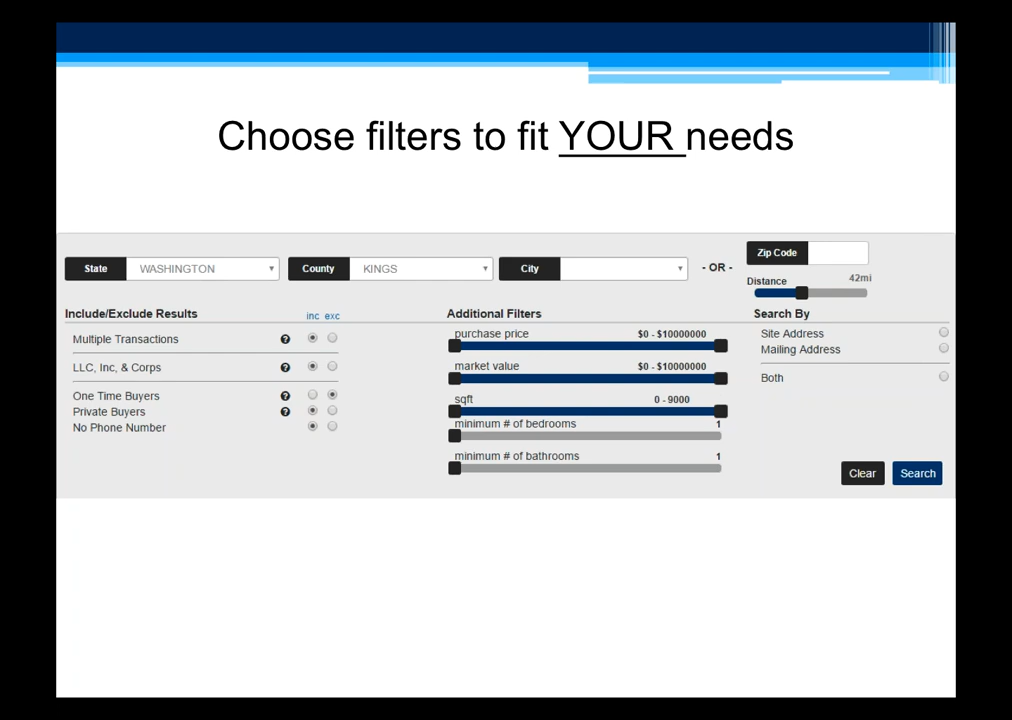 Choose filters to fit YOUR needs
State WASHINGTON County KINGS City - OR - Zip Code
Distance 42mi
Include/Exclude Results inc exc
Multiple Transactions
LLC, Inc, & Corps
One Time Buyers
Private Buyers
No Phone Number
Additional Filters
purchase price $0 - $10000000
market value $0 - $10000000
sqft 0 - 9000
minimum # of bedrooms 1
minimum # of bathrooms 1
Search By
Site Address
Mailing Address
Both
Clear Search